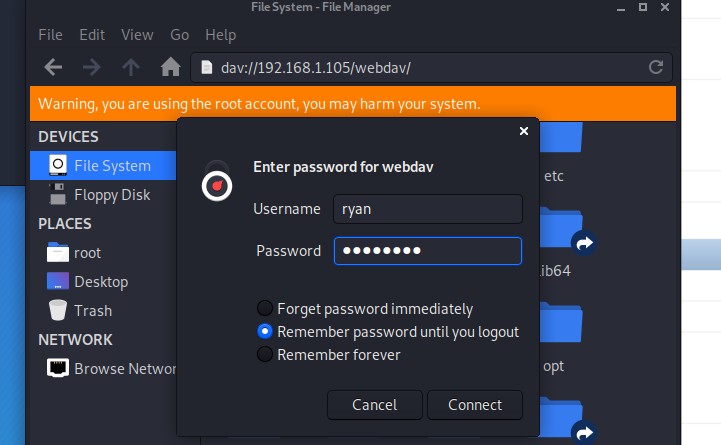 File System - File Manager
File Edit View Go Help
dav://192.168.1.105/webdav/
Warning, you are using the root account, you may harm your system.
DEVICES
File System
Floppy Disk
PLACES
root
Desktop
Trash
NETWORK
Browse Networ
Enter password for webdav
Username ryan
Password ●●●●●●●●
Forget password immediately
Remember password until you logout
Remember forever
Cancel Connect
etc
lib64
opt